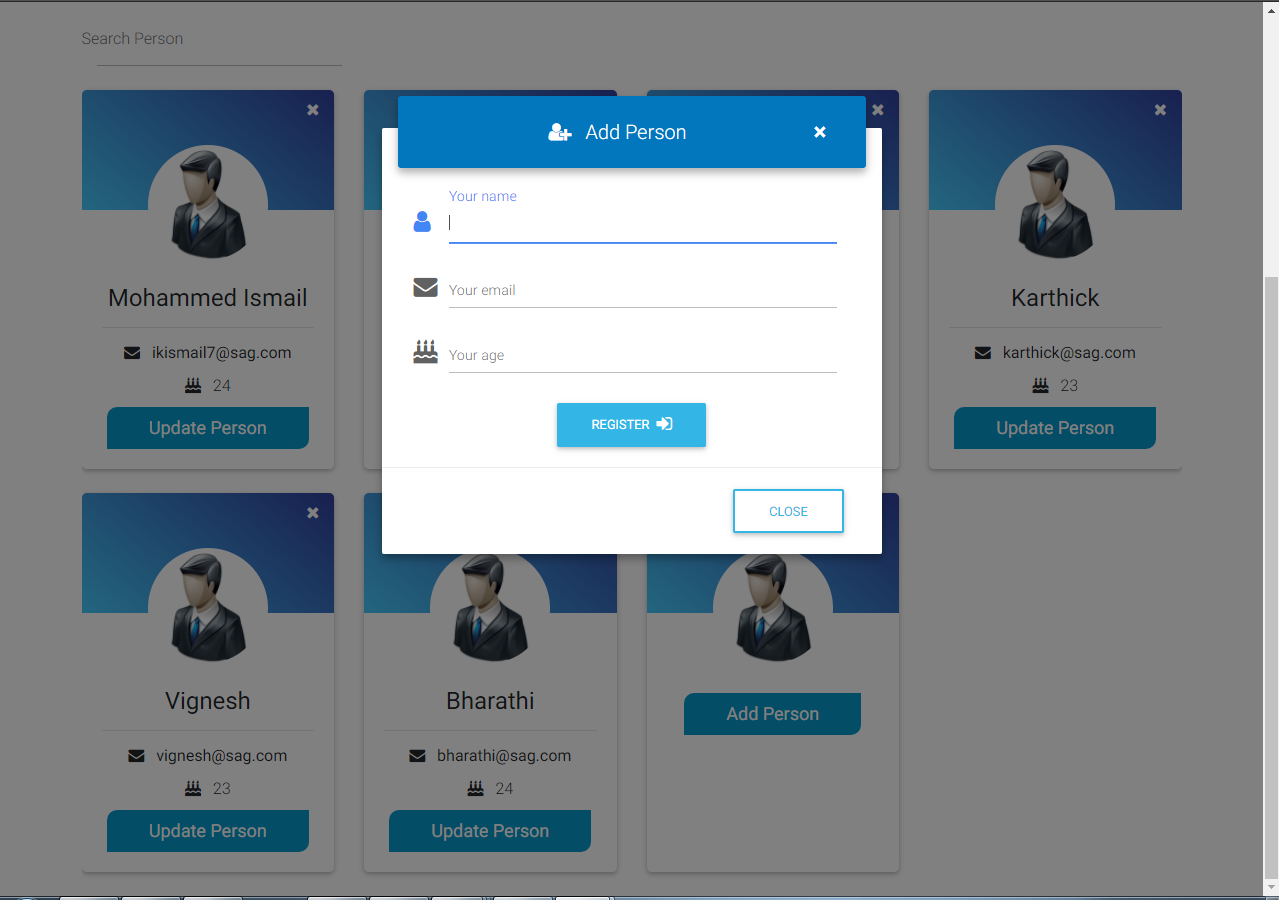 Search Person
Add Person
Your name
Your email
Your age
REGISTER
CLOSE
Mohammed Ismail
ikismail7@sag.com
24
Update Person
Karthick
karthick@sag.com
23
Update Person
Vignesh
vignesh@sag.com
23
Update Person
Bharathi
bharathi@sag.com
24
Update Person
Add Person